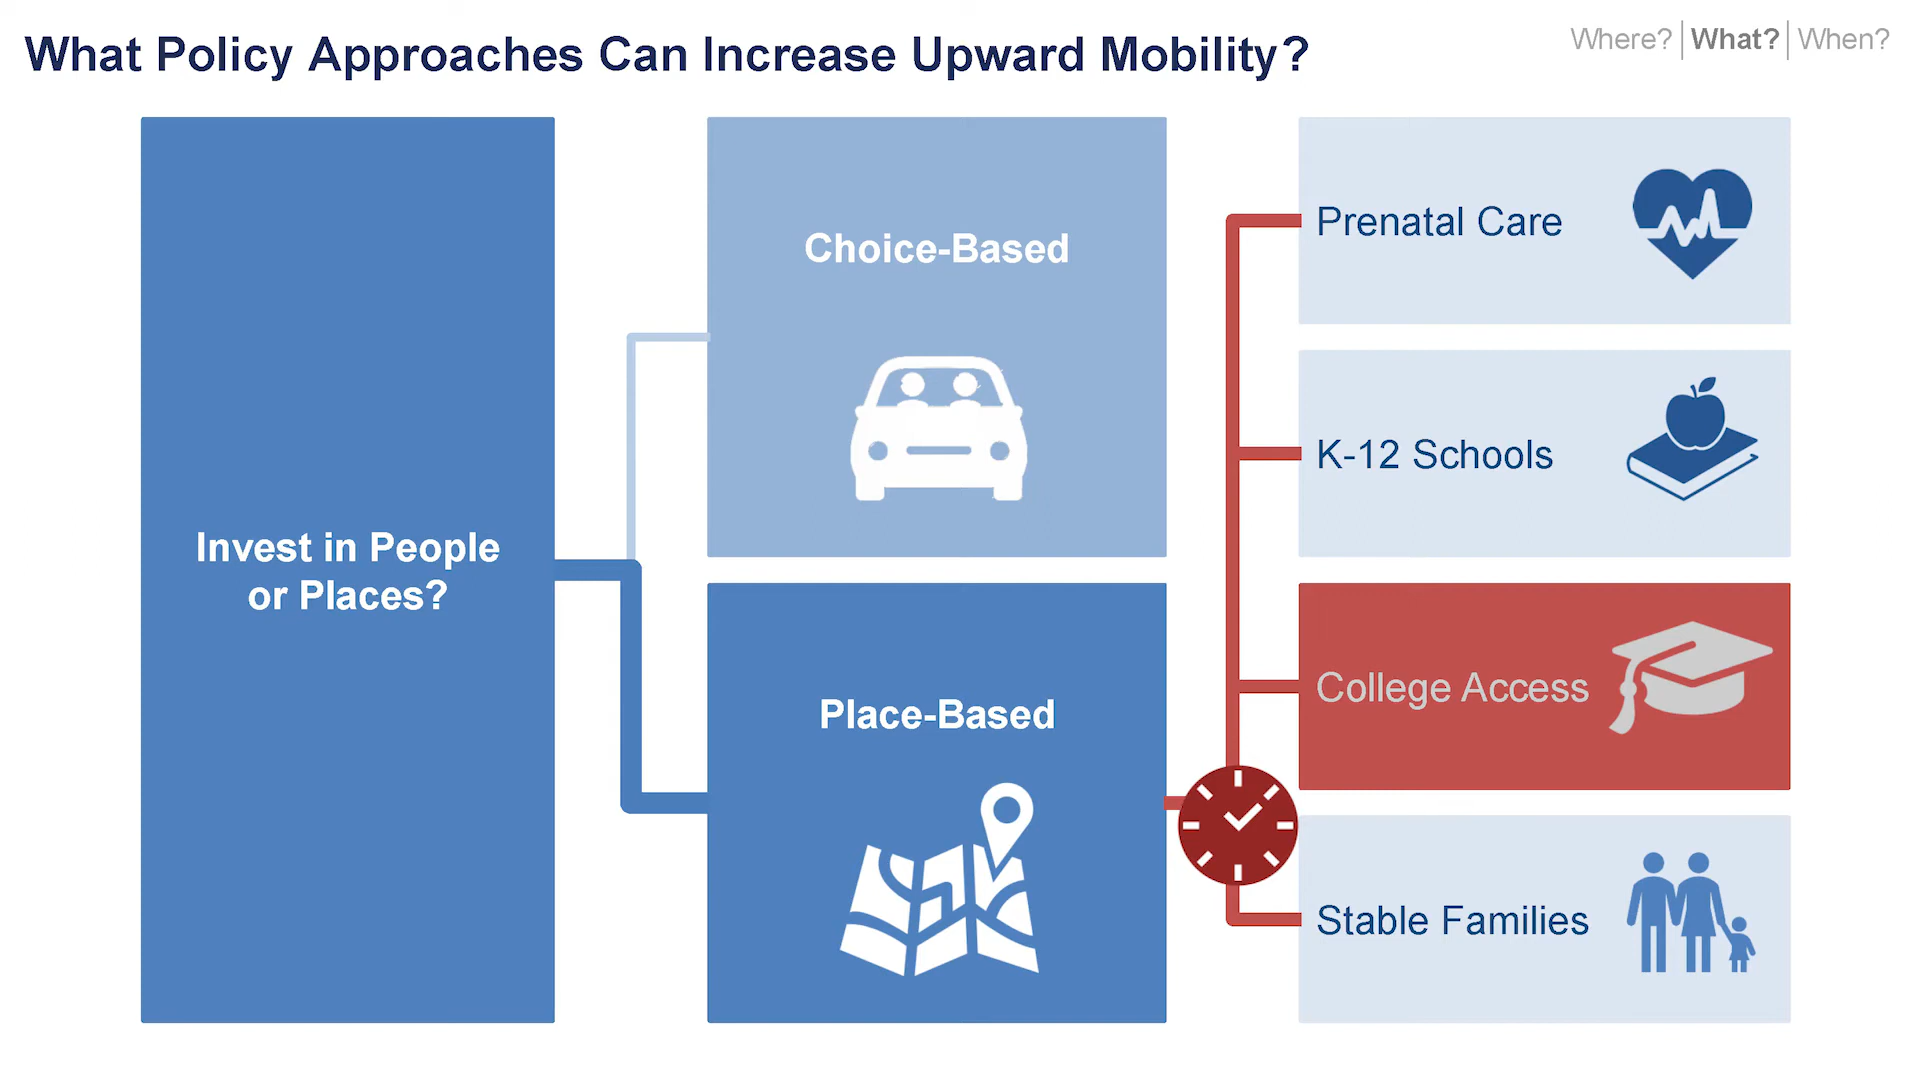 What Policy Approaches Can Increase Upward Mobility?
Where? What? When?
Invest in People
or Places?
Choice-Based
Place-Based
Prenatal Care
K-12 Schools
College Access
Stable Families